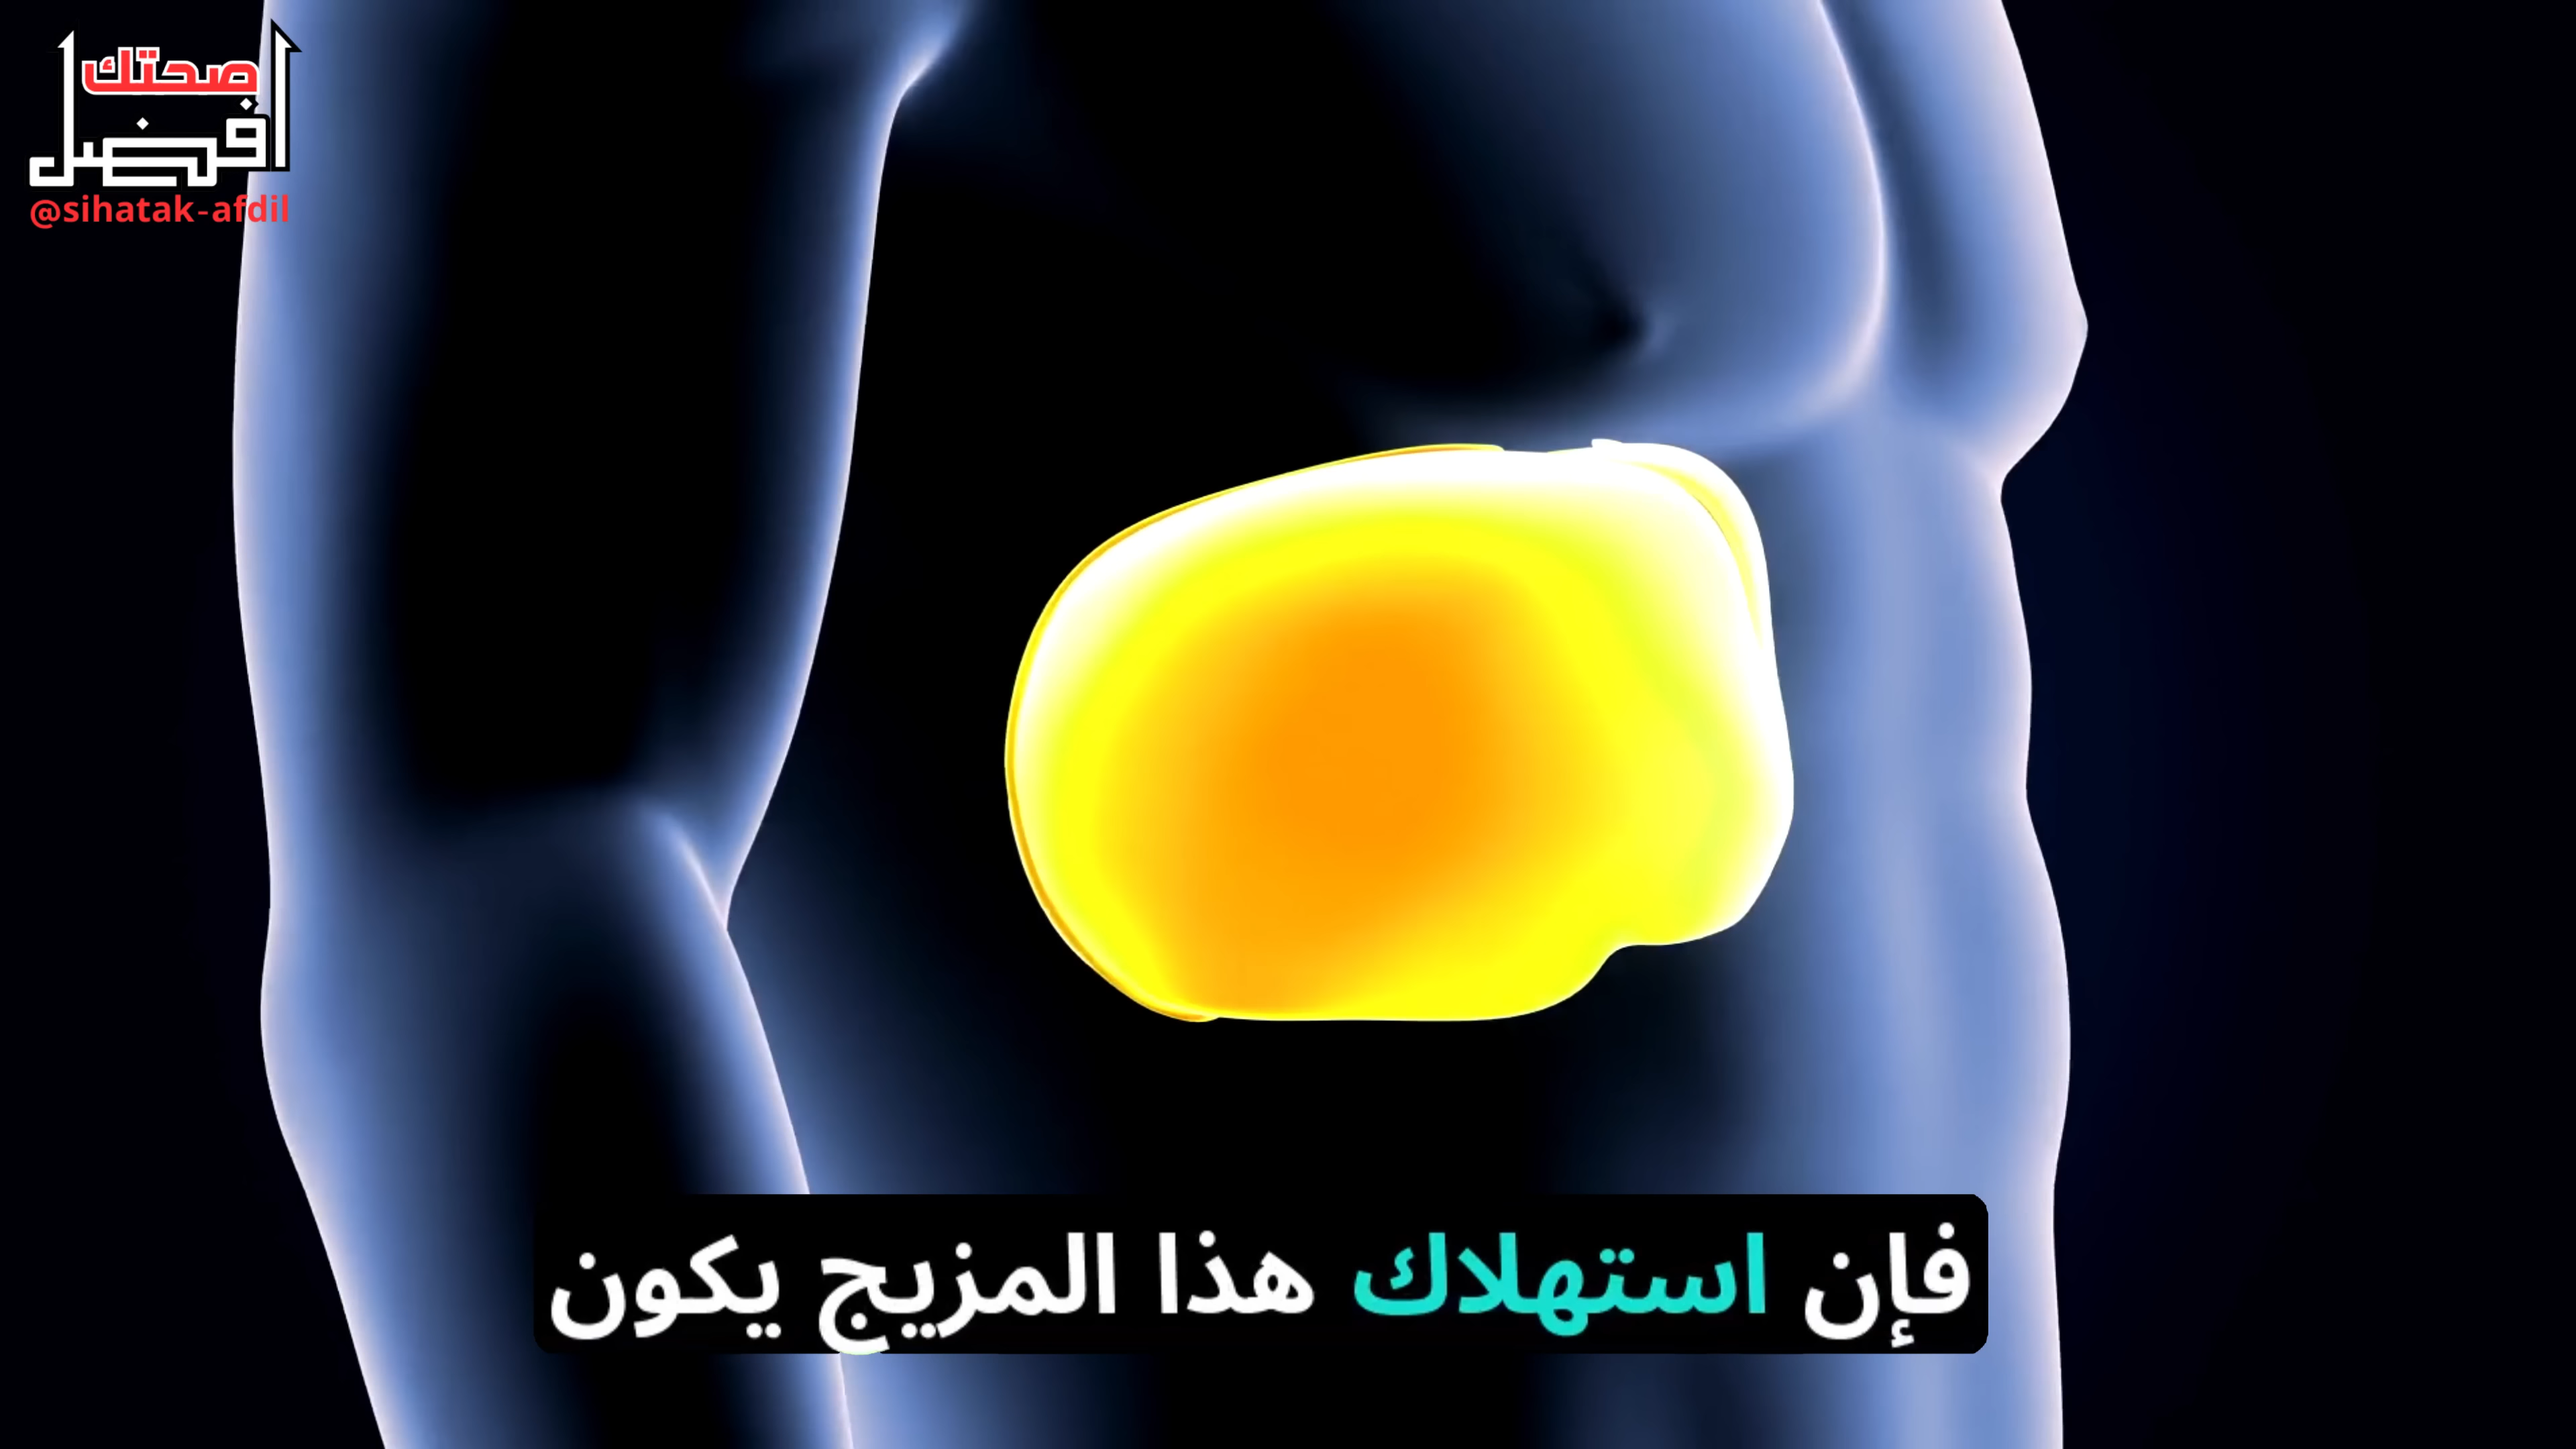 صحتك
أفضل
@sihatak-afdil
فإن استهلاك هذا المزيج يكون